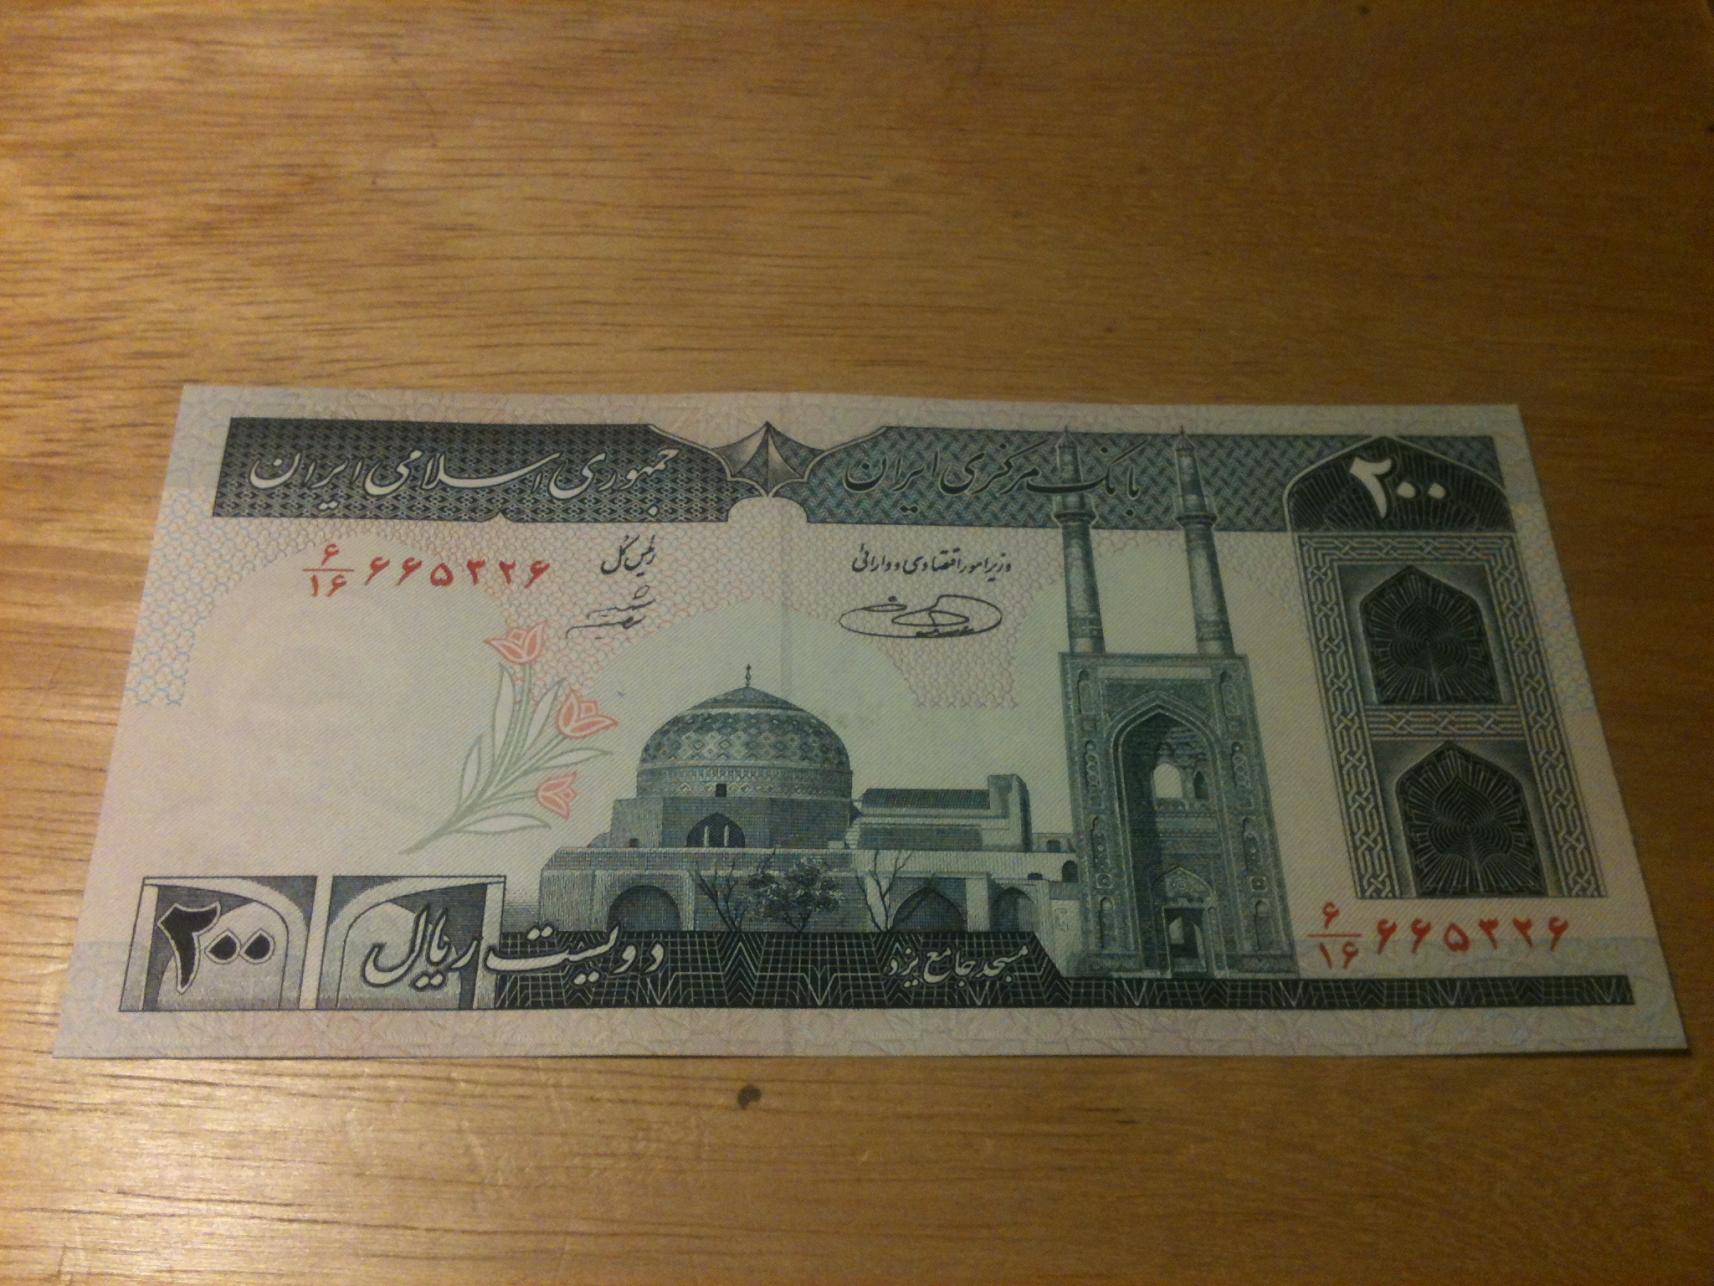 بانک مرکزی ایران
جمهوری اسلامی ایران
۲۰۰
وزیر امور اقتصادی و دارائی
رئیس کل
۶/۱۶ ۶۶۵۳۲۶
۶/۱۶ ۶۶۵۳۲۶
مسجد جامع یزد
دویست ریال
۲۰۰